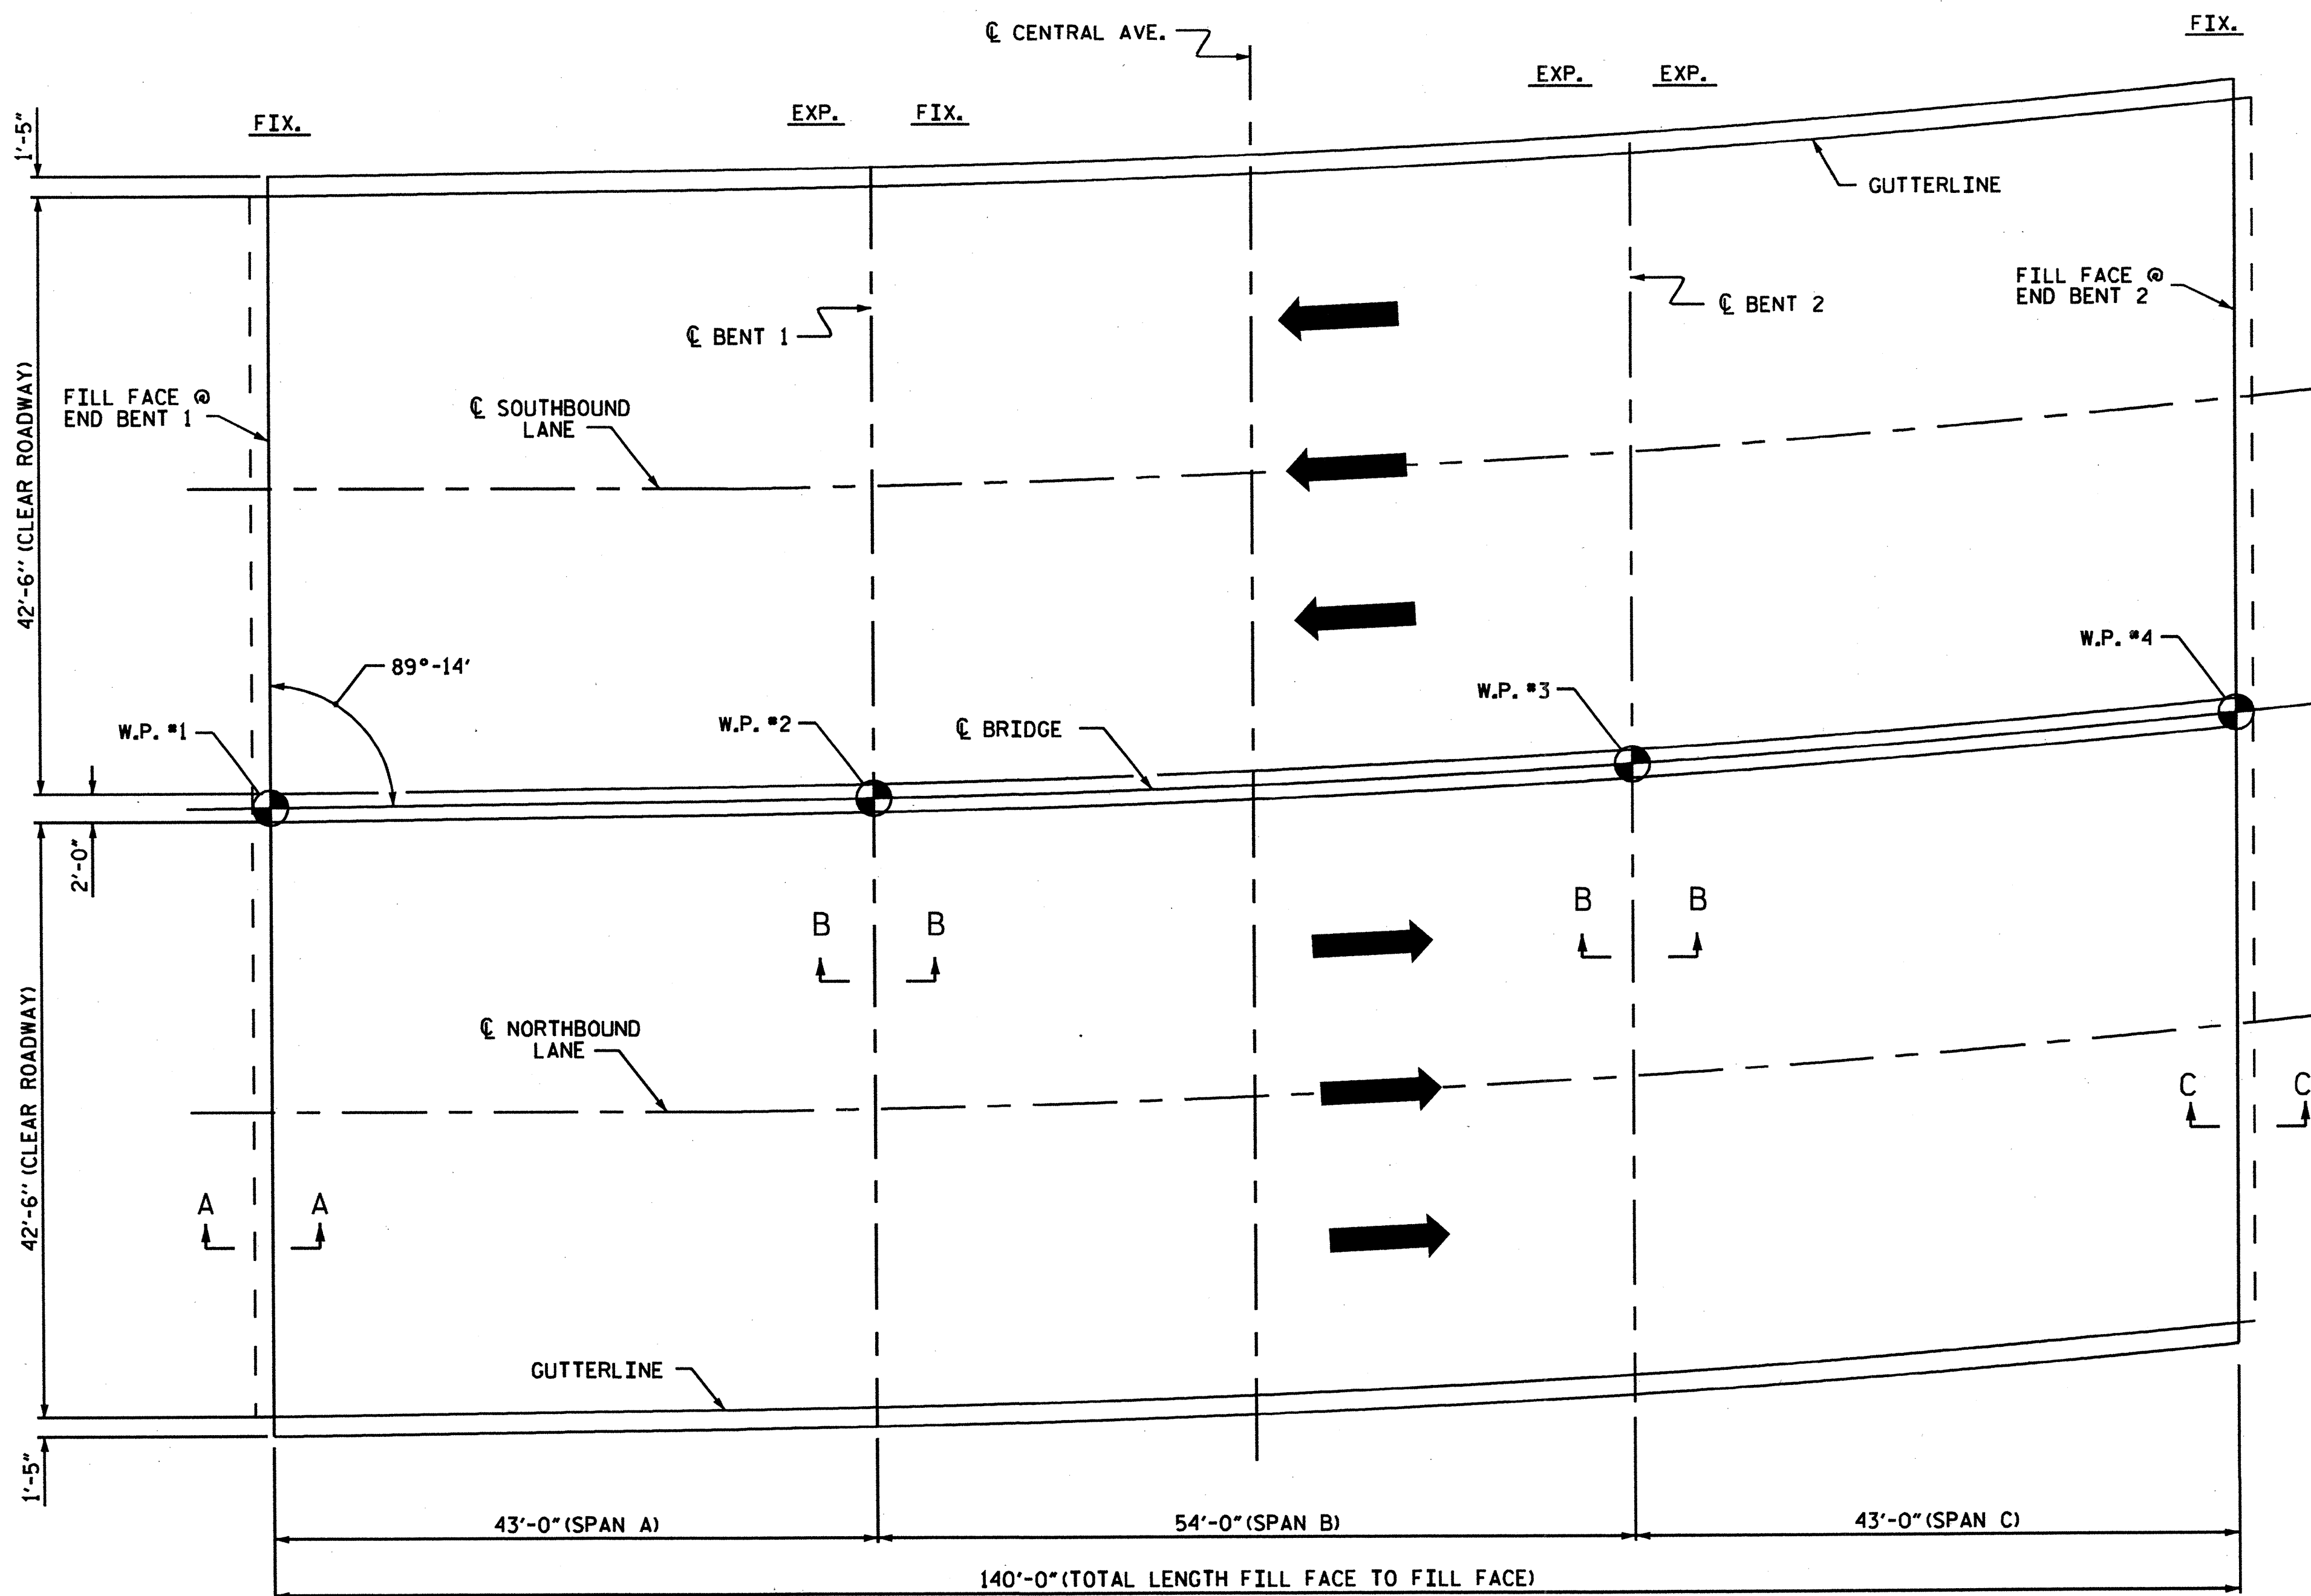 ℄ CENTRAL AVE.
FIX.
EXP.
EXP.
FIX.
EXP.
FIX.
1'-5"
GUTTERLINE
FILL FACE @
END BENT 2
℄ BENT 2
℄ BENT 1
42'-6'' (CLEAR ROADWAY)
FILL FACE @
END BENT 1
℄ SOUTHBOUND
LANE
89°-14'
W.P. #1
W.P. #2
℄ BRIDGE
W.P. #3
W.P. #4
2'-0"
B
B
B
B
42'-6'' (CLEAR ROADWAY)
℄ NORTHBOUND
LANE
C
C
A
A
GUTTERLINE
1'-5"
43'-0" (SPAN A)
54'-0" (SPAN B)
43'-0" (SPAN C)
140'-0" (TOTAL LENGTH FILL FACE TO FILL FACE)